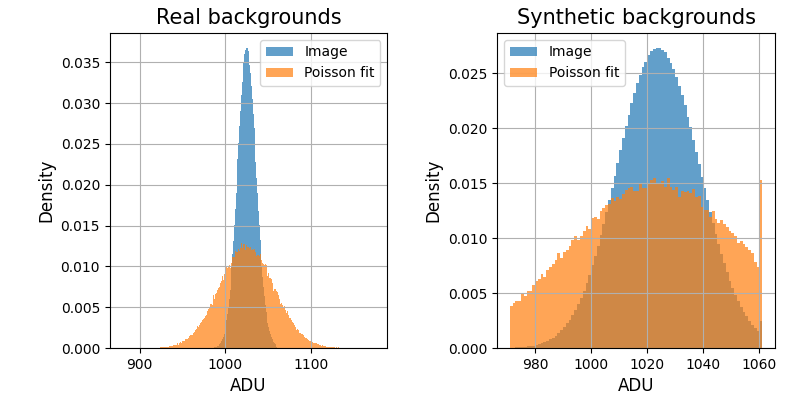 Real backgrounds
Image
Poisson fit
0.035
0.030
0.025
0.020
0.015
0.010
0.005
0.000
Density
900
1000
1100
ADU
Synthetic backgrounds
Image
Poisson fit
0.025
0.020
0.015
0.010
0.005
0.000
Density
980
1000
1020
1040
1060
ADU